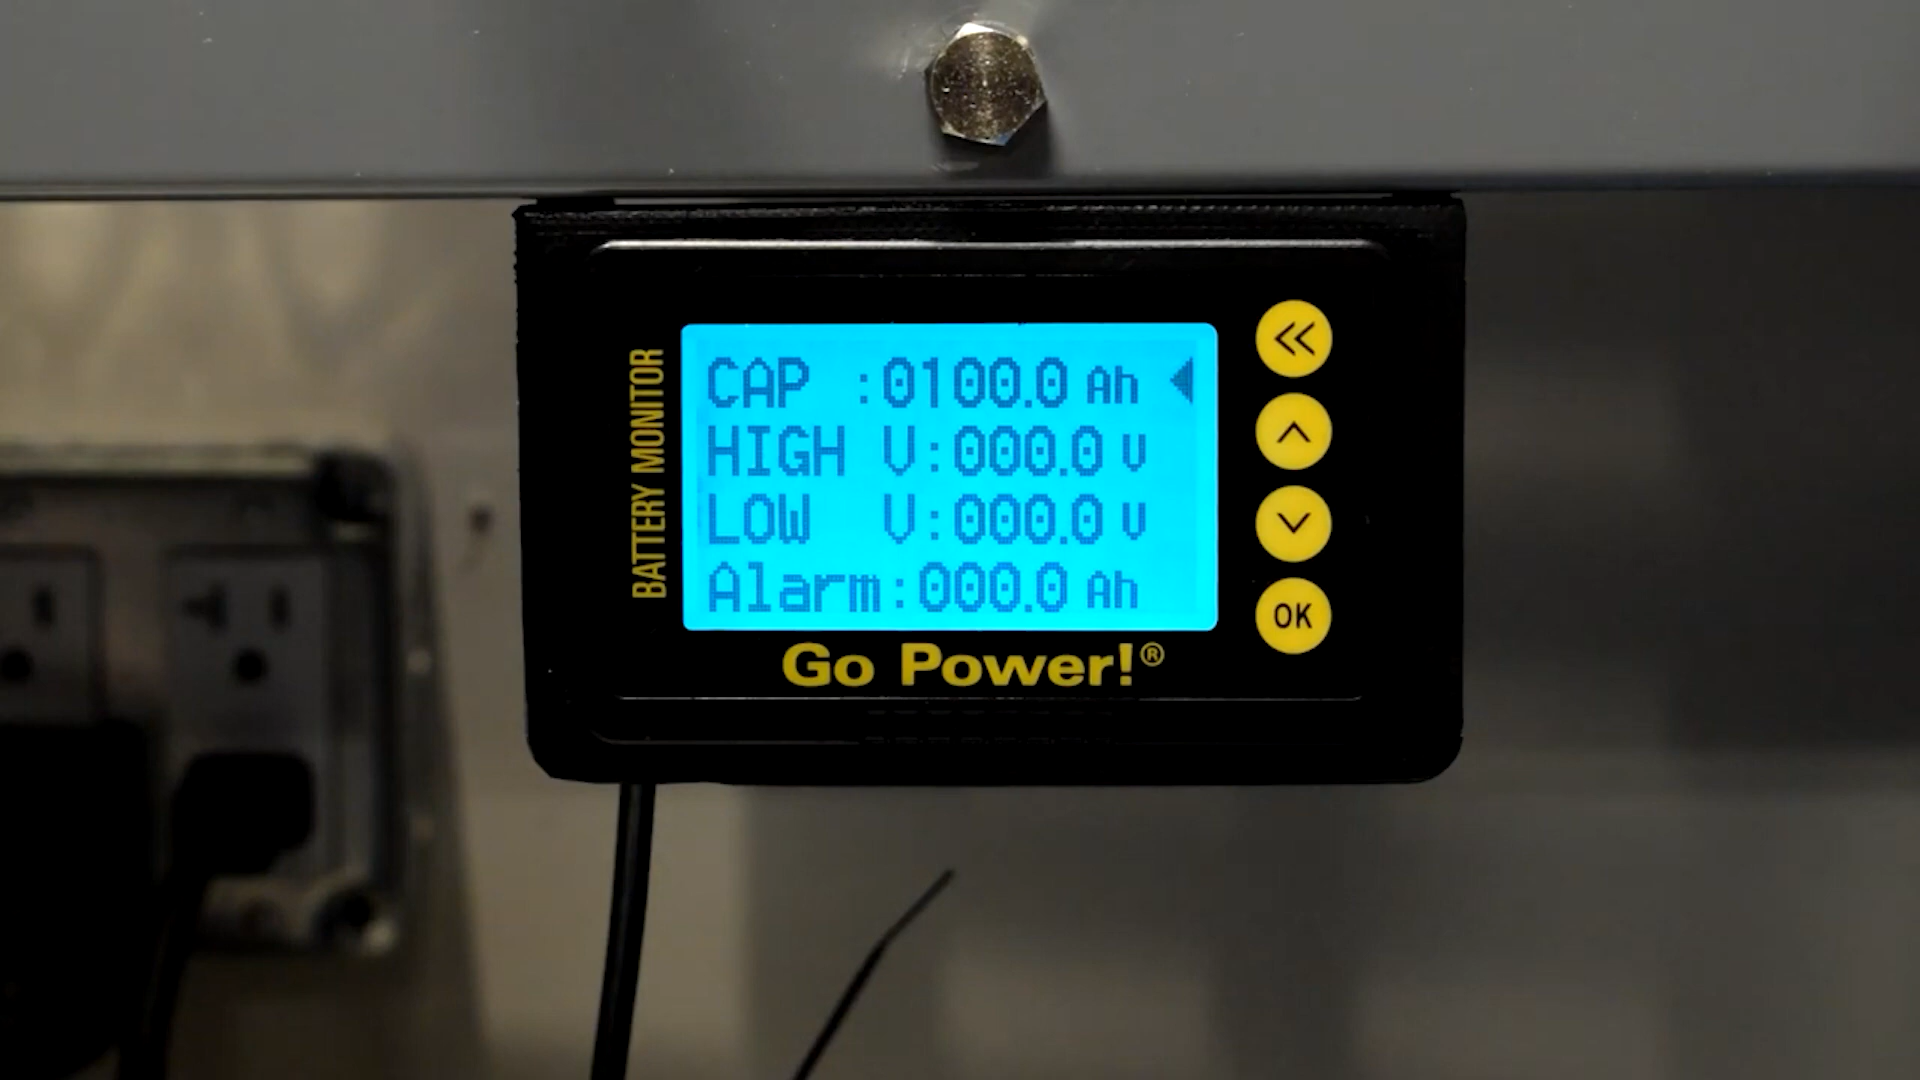 BATTERY MONITOR
CAP :0100.0 Ah ◀
HIGH V:000.0 V
LOW V:000.0 V
Alarm:000.0 Ah
Go Power!®
OK